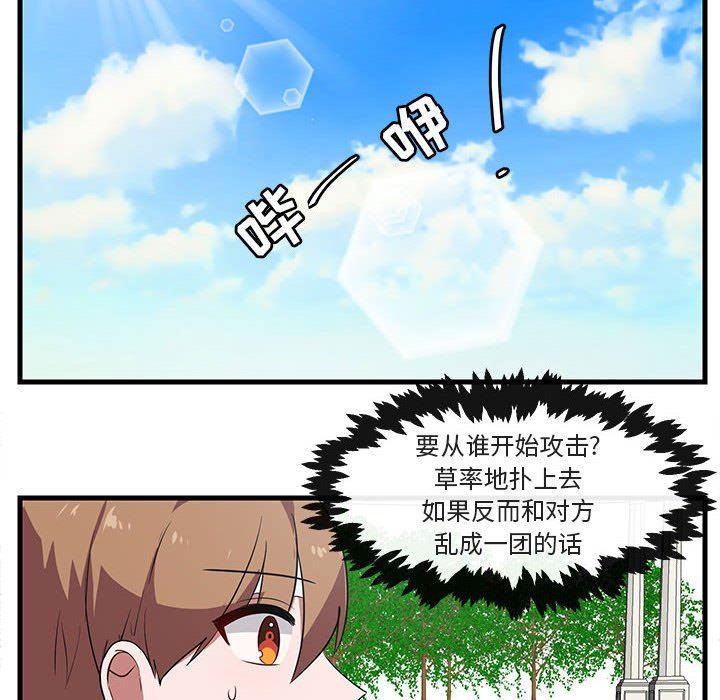 哔—咿—
要从谁开始攻击?
草率地扑上去
如果反而和对方
乱成一团的话